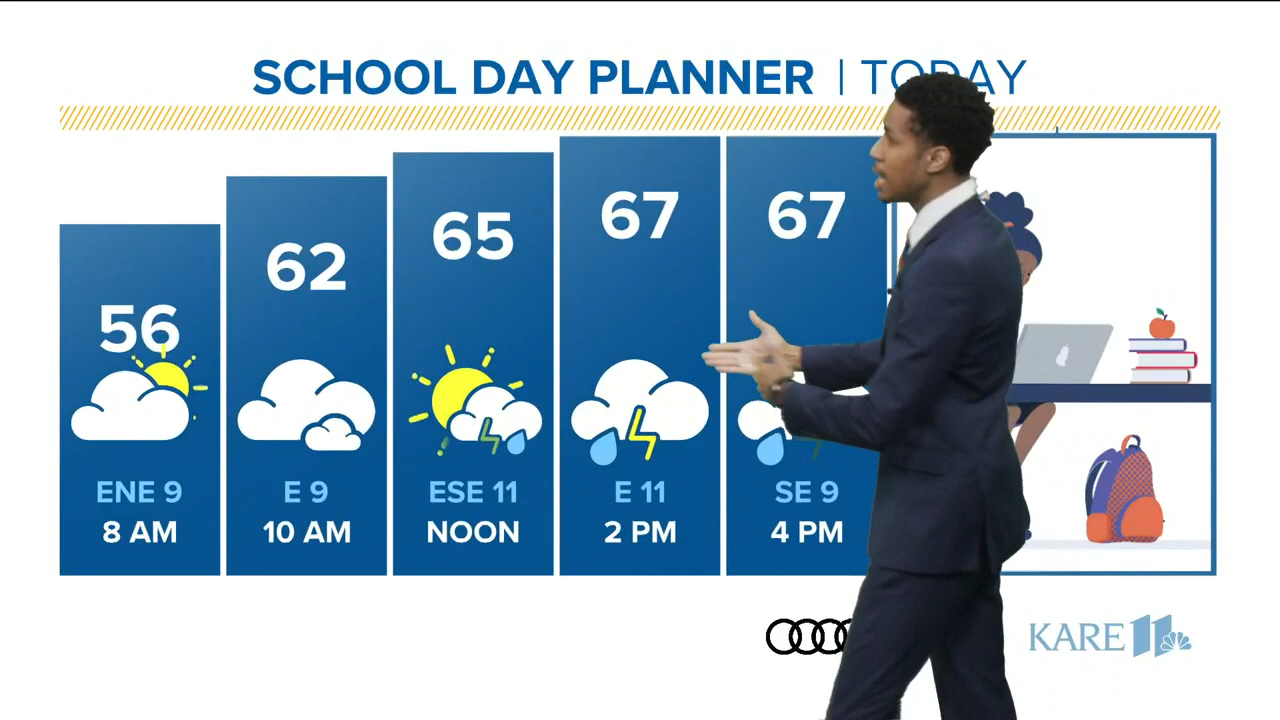 SCHOOL DAY PLANNER | TODAY
56 62 65 67 67
ENE 9 E 9 ESE 11 E 11 SE 9
8 AM 10 AM NOON 2 PM 4 PM
KARE 11